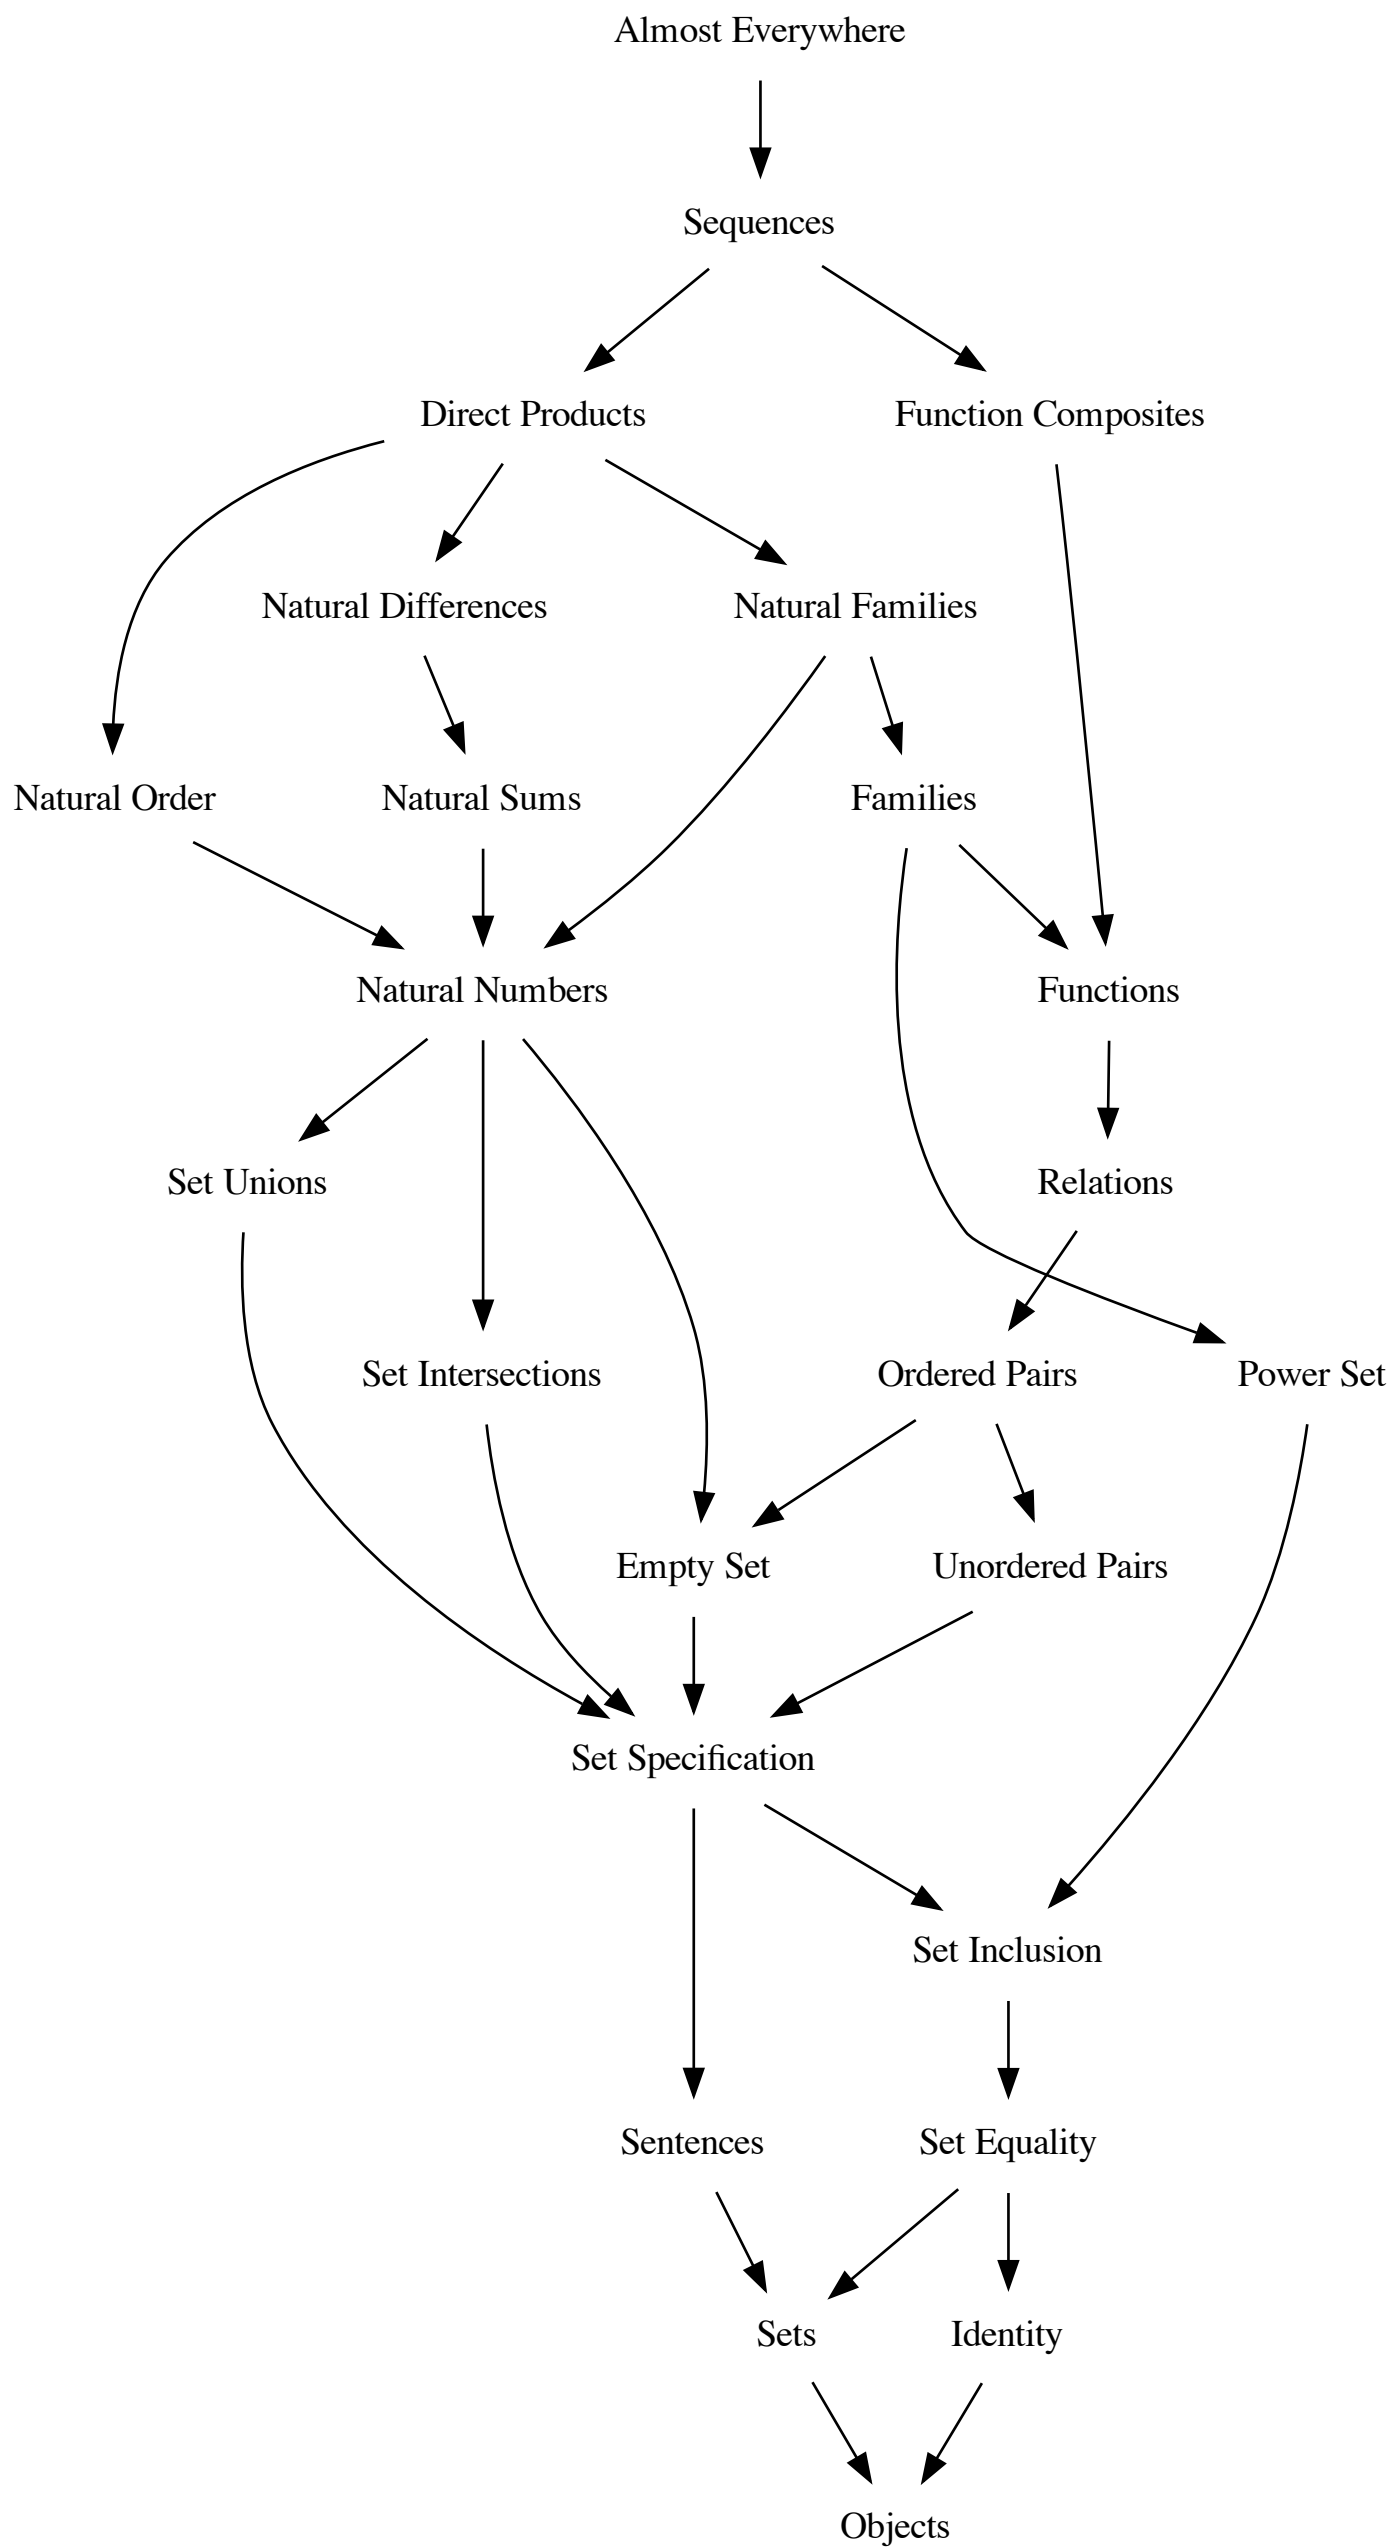 Almost Everywhere
Sequences
Direct Products
Function Composites
Natural Differences
Natural Families
Natural Order
Natural Sums
Families
Natural Numbers
Functions
Set Unions
Relations
Set Intersections
Ordered Pairs
Power Set
Empty Set
Unordered Pairs
Set Specification
Set Inclusion
Sentences
Set Equality
Sets
Identity
Objects